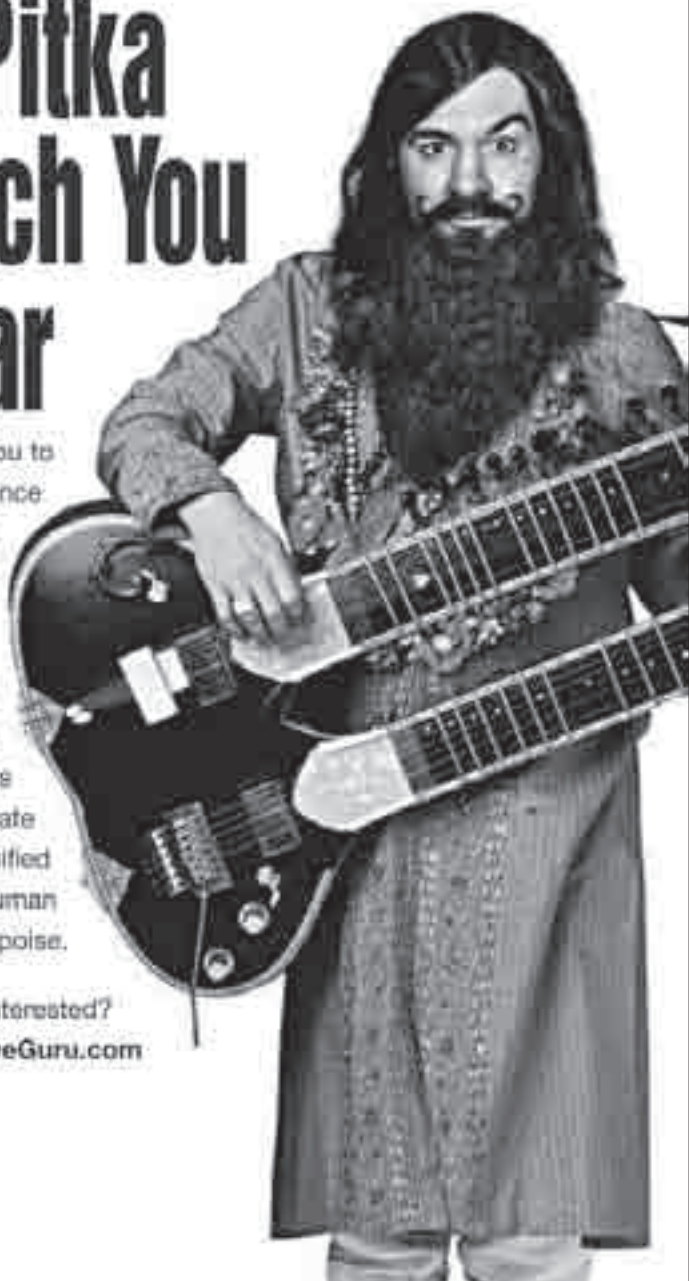 Pitka
ch You
ar
ou to
nce
s
ate
ified
uman
poise.
nterested?
eGuru.com